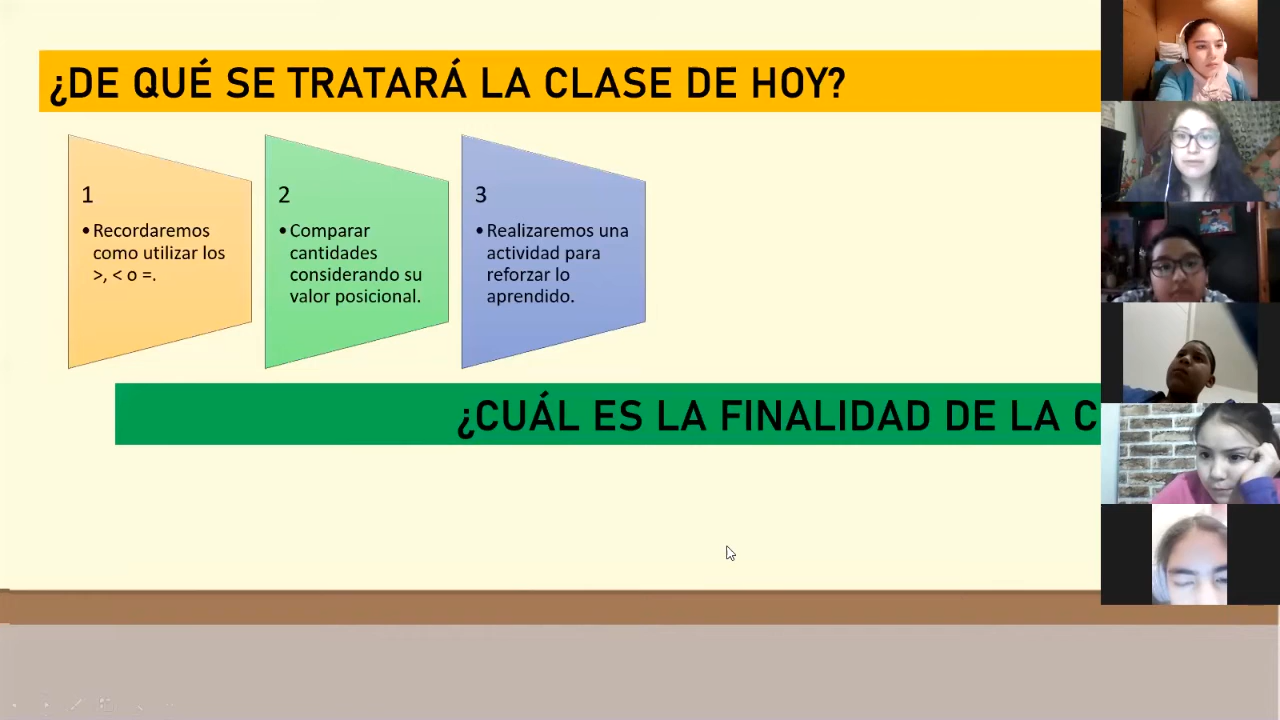 ¿DE QUÉ SE TRATARÁ LA CLASE DE HOY?
1
•Recordaremos
como utilizar los
>, < o =.
2
•Comparar
cantidades
considerando su
valor posicional.
3
•Realizaremos una
actividad para
reforzar lo
aprendido.
¿CUÁL ES LA FINALIDAD DE LA C